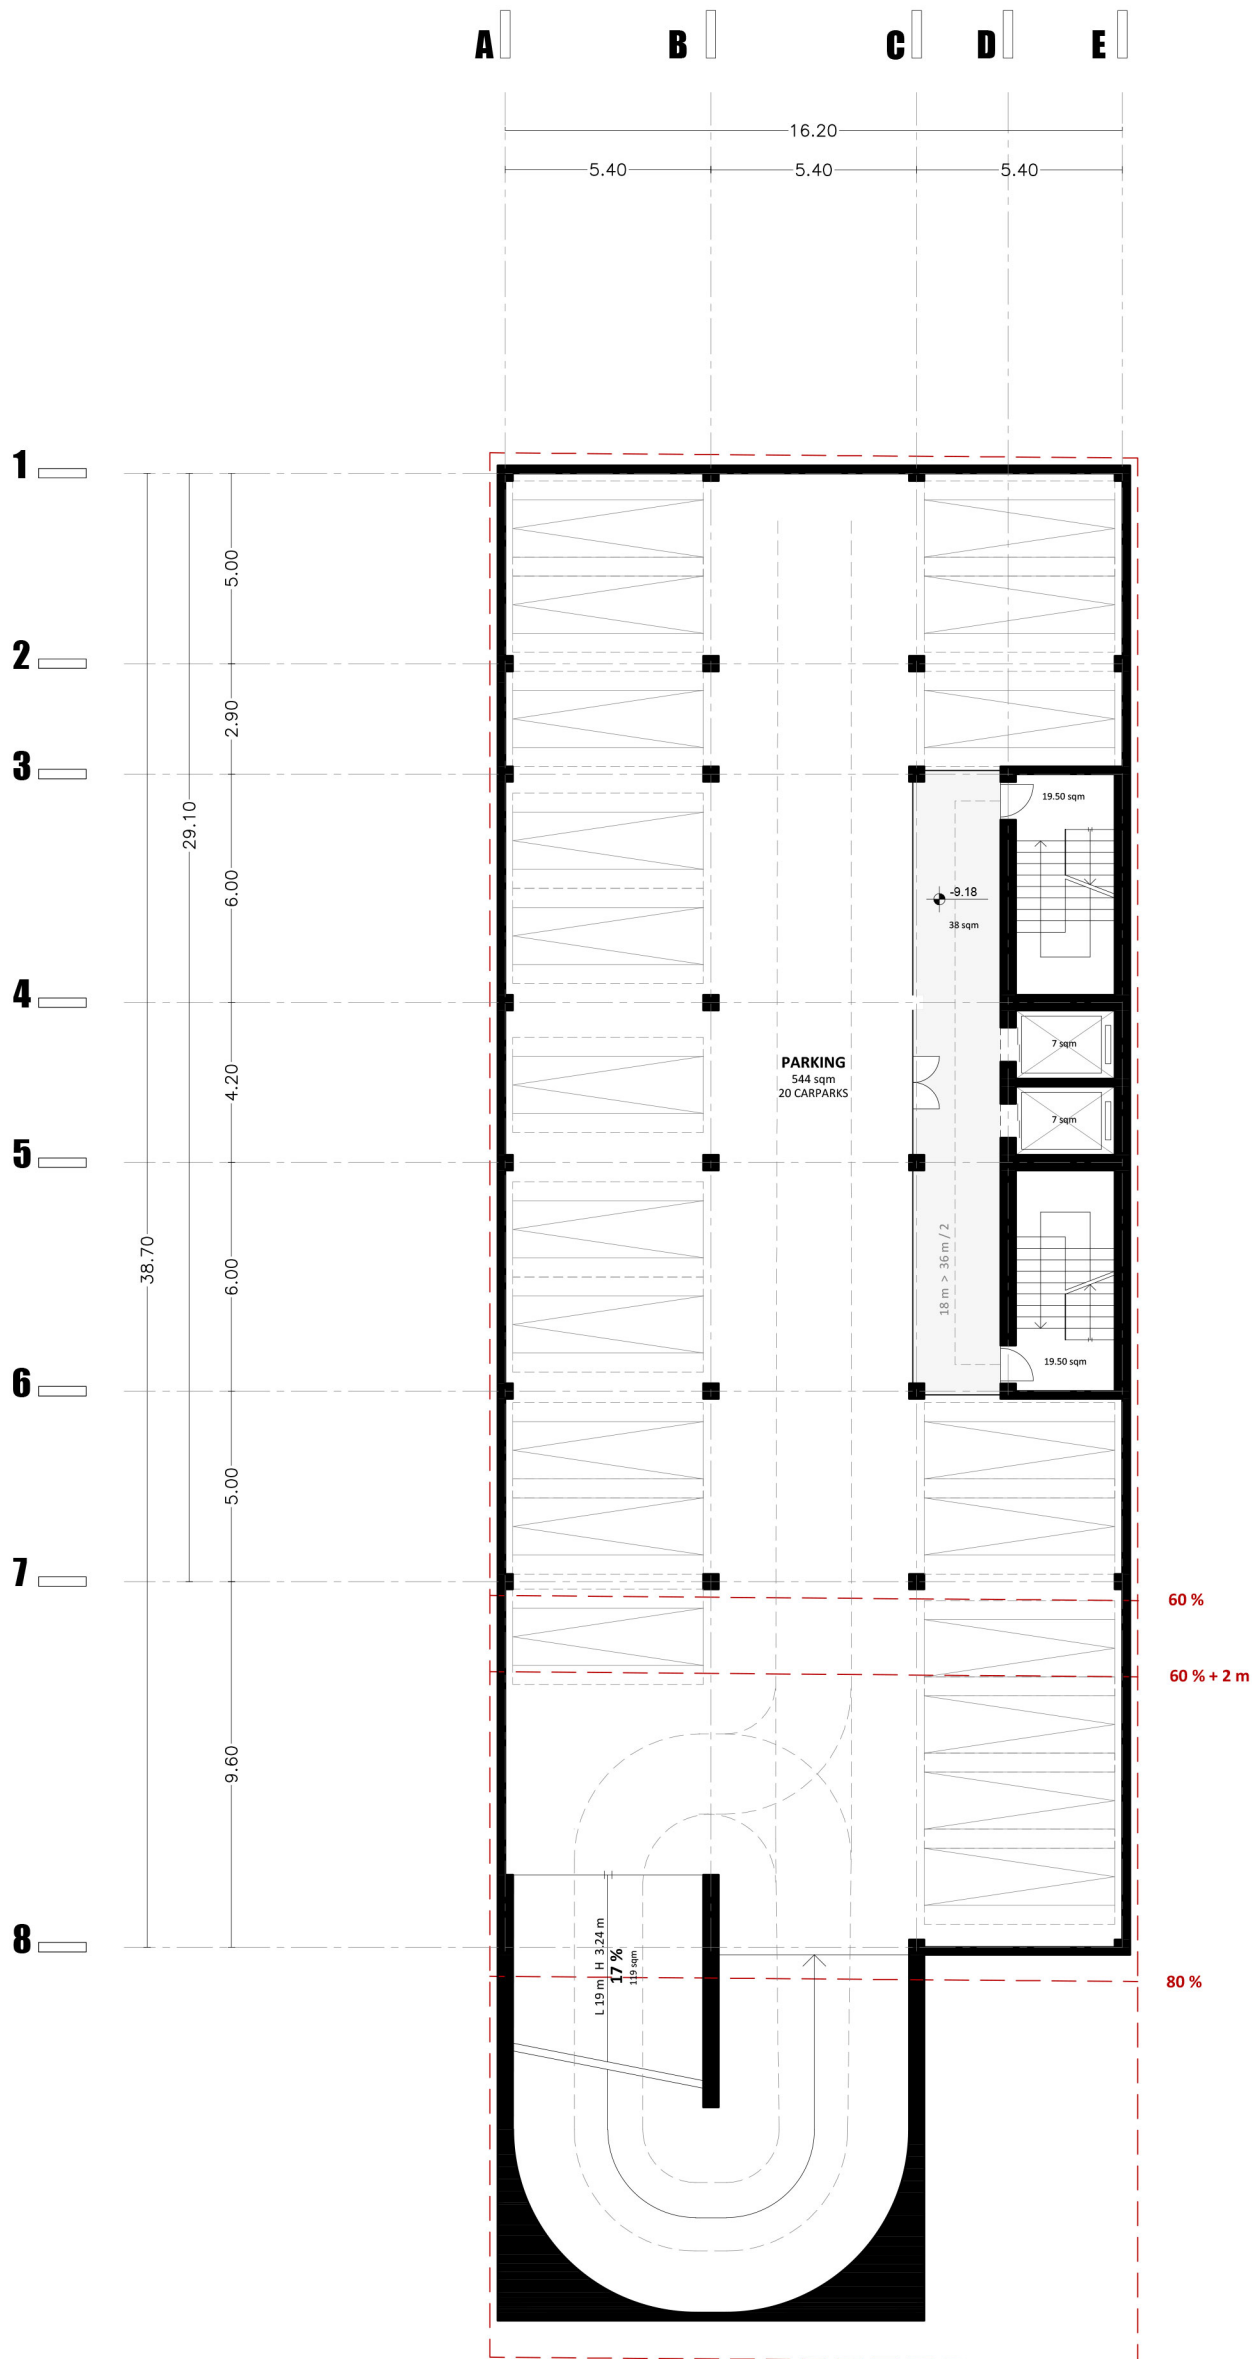 A B C D E
16.20
5.40 5.40 5.40
1
5.00
2
2.90
3
19.50 sqm
29.10
6.00
-9.18
38 sqm
4
7 sqm
PARKING
544 sqm
20 CARPARKS
4.20
7 sqm
5
38.70
6.00
18 m > 36 m / 2
19.50 sqm
6
5.00
7
60 %
60 % + 2 m
9.60
8
L 19 m H 3.24 m
17 %
119 sqm
80 %